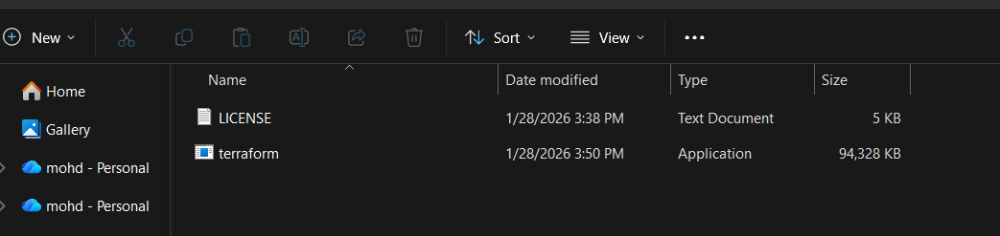 New Sort View
Name Date modified Type Size
Home
LICENSE 1/28/2026 3:38 PM Text Document 5 KB
Gallery
terraform 1/28/2026 3:50 PM Application 94,328 KB
mohd - Personal
mohd - Personal